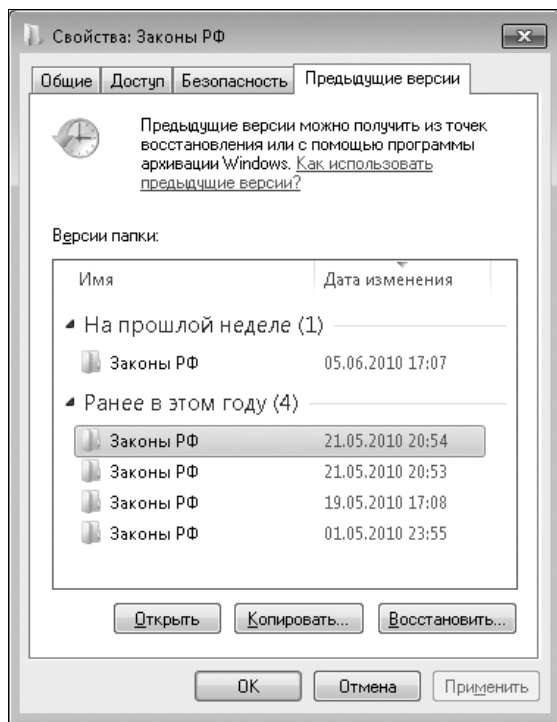 Свойства: Законы РФ
Общие Доступ Безопасность Предыдущие версии
Предыдущие версии можно получить из точек
восстановления или с помощью программы
архивации Windows. Как использовать
предыдущие версии?
Версии папки:
Имя Дата изменения
На прошлой неделе (1)
Законы РФ 05.06.2010 17:07
Ранее в этом году (4)
Законы РФ 21.05.2010 20:54
Законы РФ 21.05.2010 20:53
Законы РФ 19.05.2010 17:08
Законы РФ 01.05.2010 23:55
Открыть Копировать... Восстановить...
OK Отмена Применить